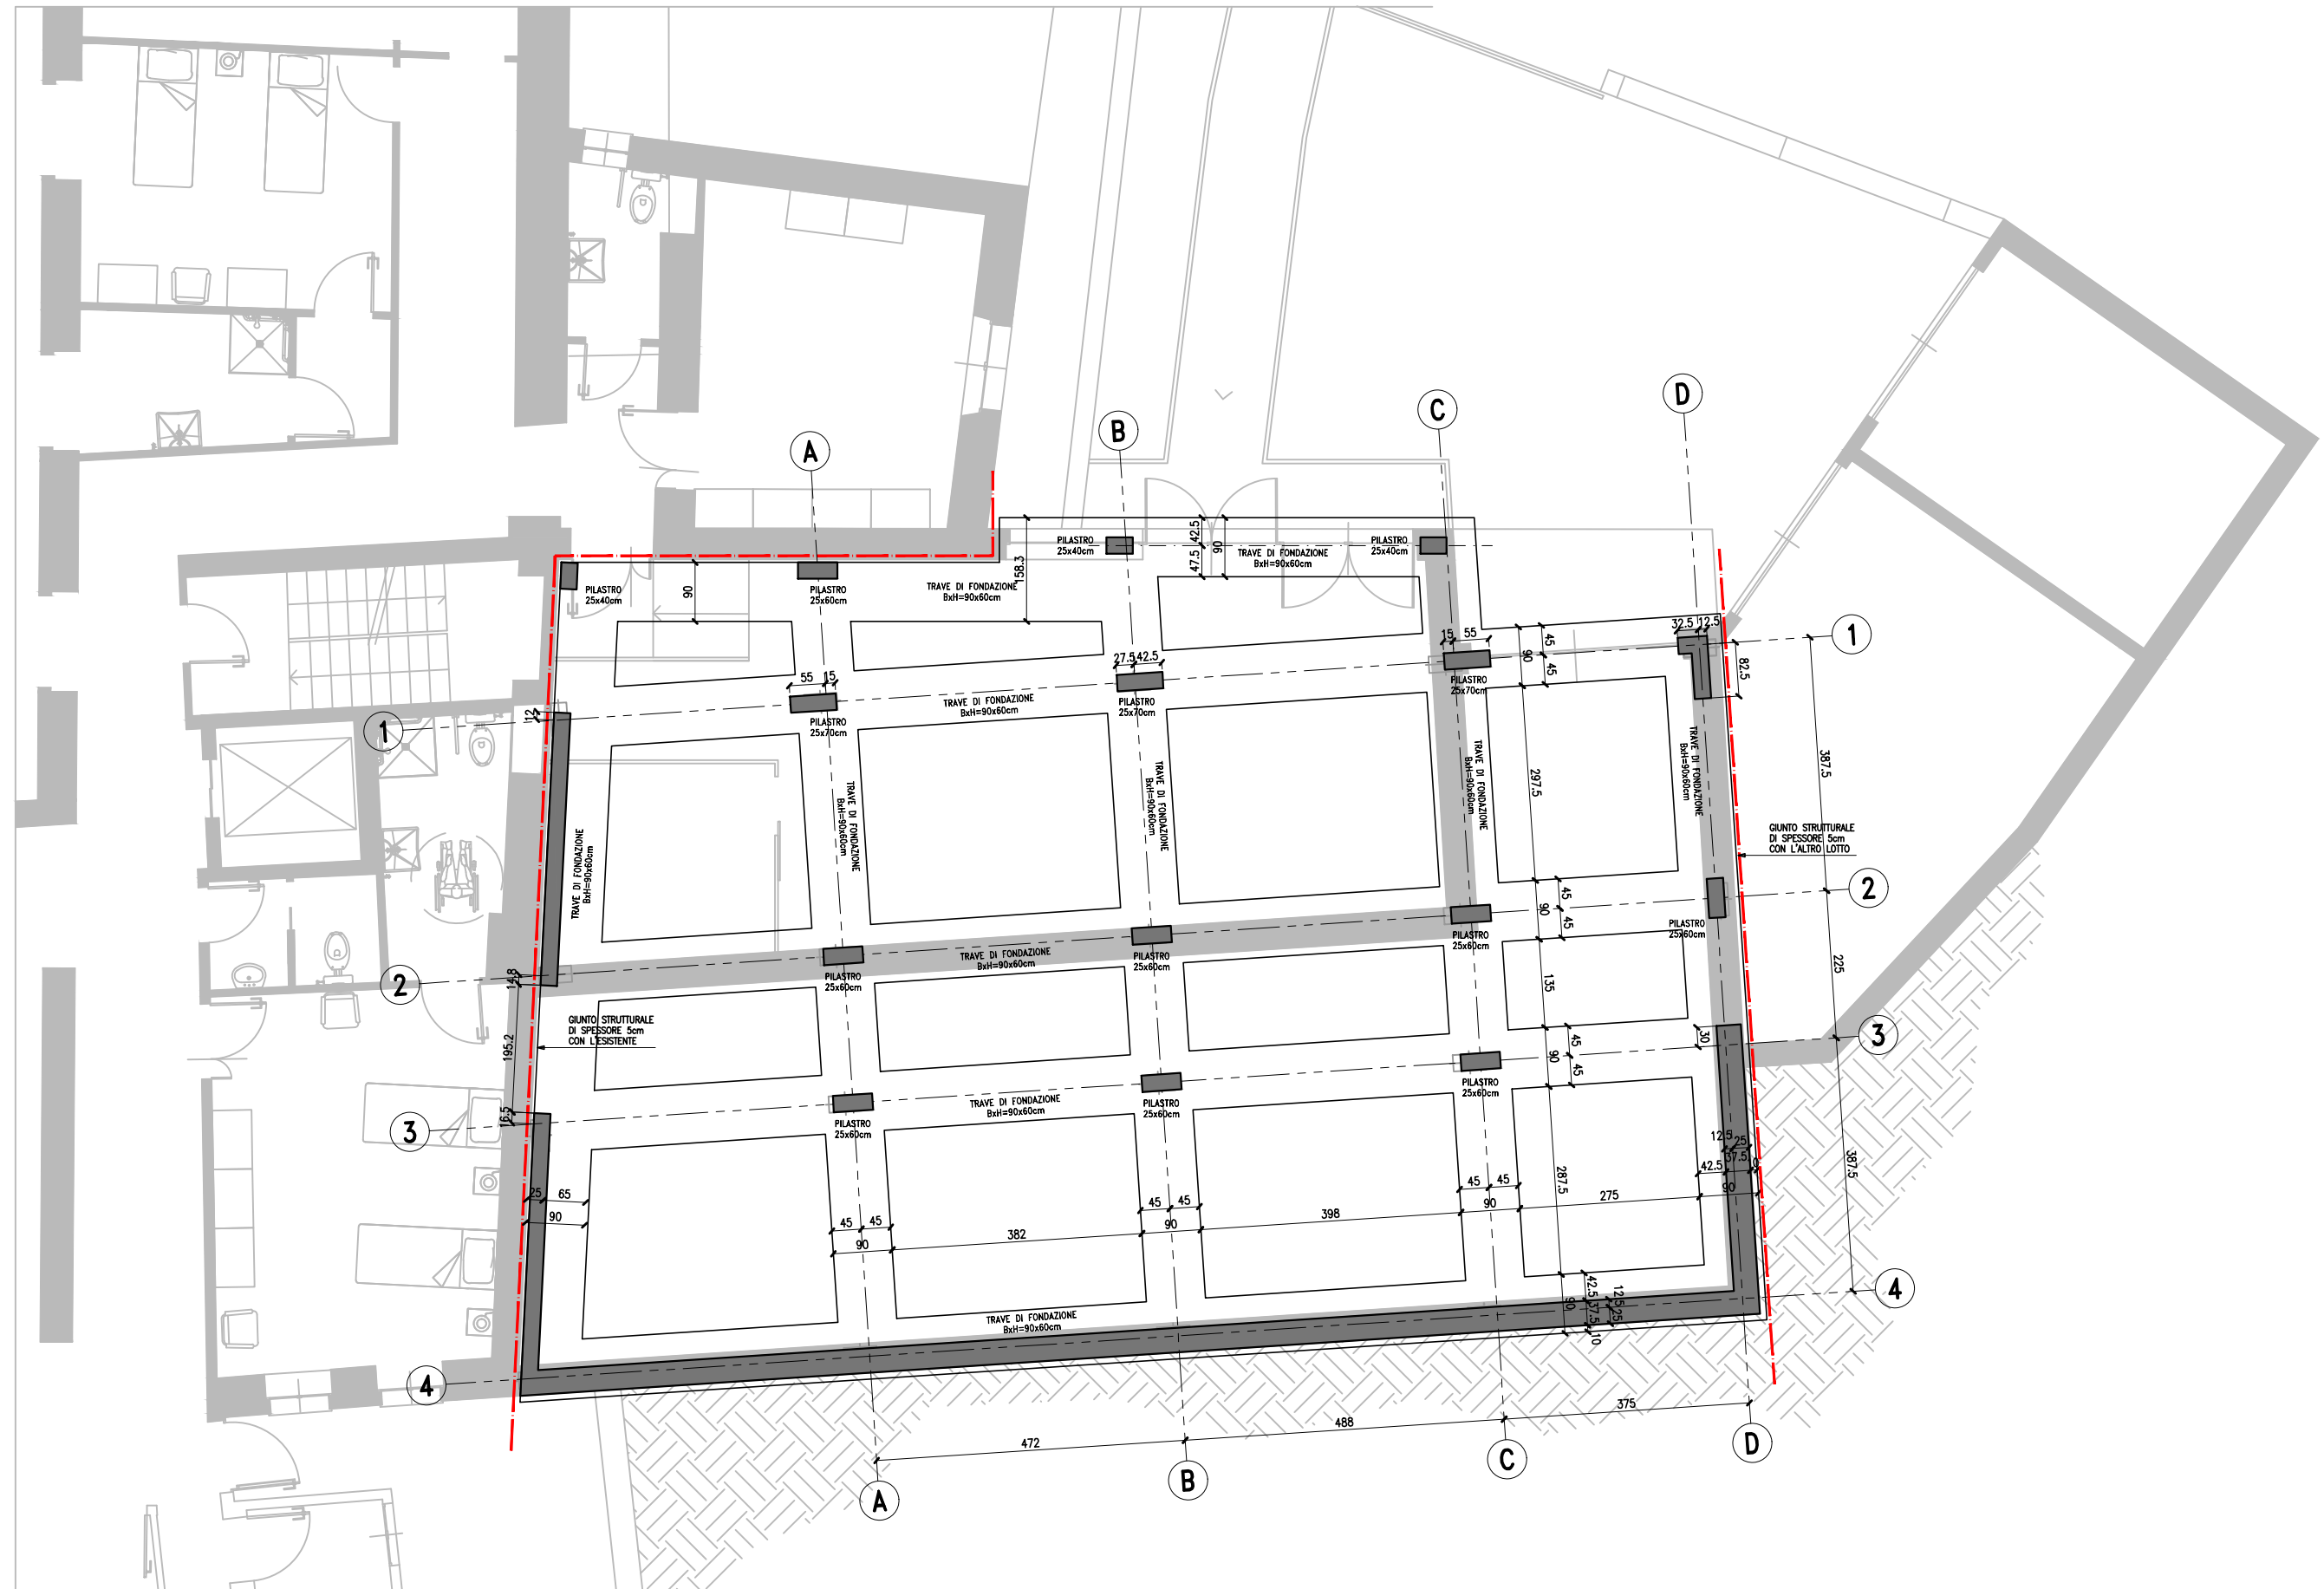 D
C
B
A
PILASTRO
25x40cm
42.5
47.5
90
TRAVE DI FONDAZIONE
BxH=90x60cm
PILASTRO
25x40cm
158.3
PILASTRO
25x40cm
90
PILASTRO
25x60cm
TRAVE DI FONDAZIONE
BxH=90x60cm
15
55
45
90
45
32.5
12.5
1
82.5
27.5
42.5
55
15
PILASTRO
25x70cm
PILASTRO
25x70cm
PILASTRO
25x70cm
TRAVE DI FONDAZIONE
BxH=90x60cm
12
1
TRAVE DI FONDAZIONE
BxH=90x60cm
TRAVE DI FONDAZIONE
BxH=90x60cm
TRAVE DI FONDAZIONE
BxH=90x60cm
TRAVE DI FONDAZIONE
BxH=90x60cm
TRAVE DI FONDAZIONE
BxH=90x60cm
297.5
387.5
GIUNTO STRUTTURALE
DI SPESSORE 5cm
CON L'ALTRO LOTTO
45
90
45
2
PILASTRO
25x60cm
PILASTRO
25x60cm
PILASTRO
25x60cm
PILASTRO
25x60cm
TRAVE DI FONDAZIONE
BxH=90x60cm
14.8
2
225
135
GIUNTO STRUTTURALE
DI SPESSORE 5cm
CON L'ESISTENTE
195.2
45
90
45
30
3
PILASTRO
25x60cm
PILASTRO
25x60cm
PILASTRO
25x60cm
TRAVE DI FONDAZIONE
BxH=90x60cm
16.5
3
12.5
25
42.5
37.5
387.5
287.5
25
65
90
45
45
90
382
45
45
90
398
45
45
90
275
90
4
42.5
90
37.5
12.5
25
10
TRAVE DI FONDAZIONE
BxH=90x60cm
4
472
488
375
A
B
C
D